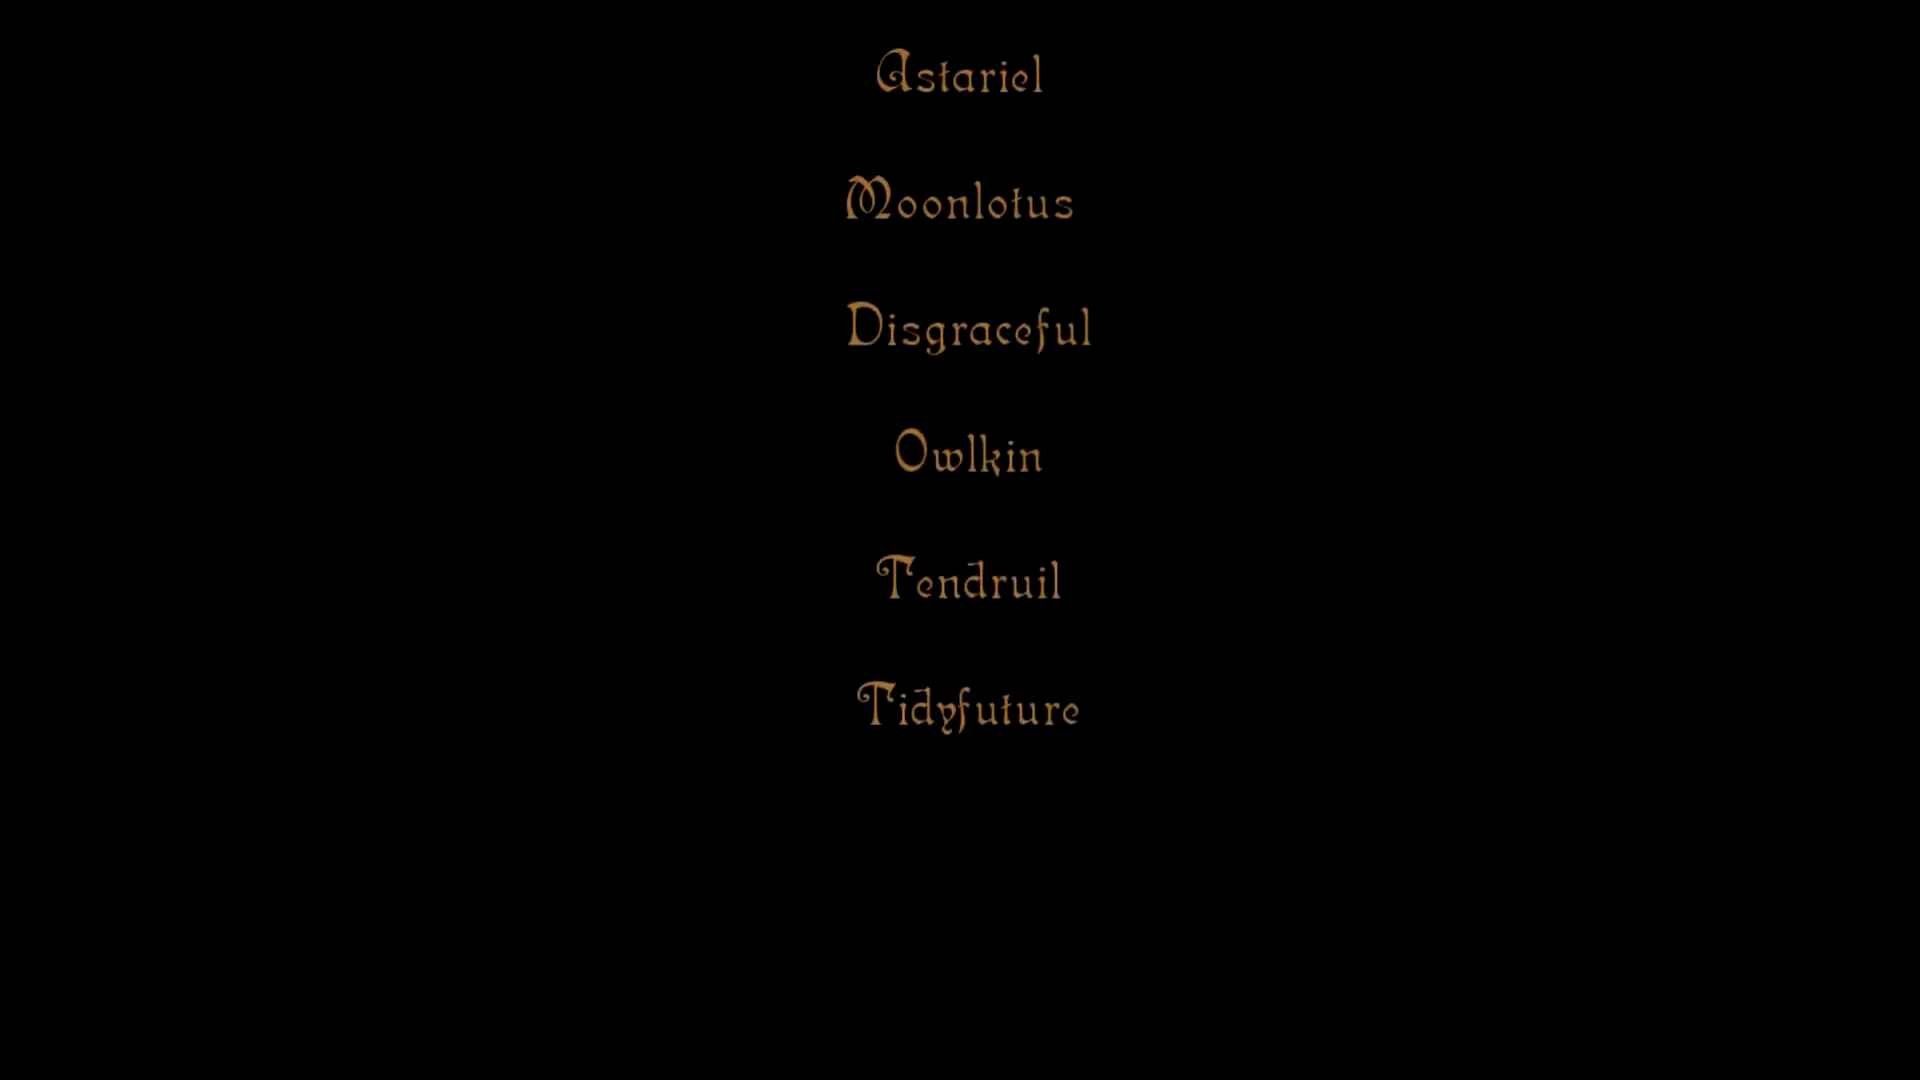 Astariel
Moonlotus
Disgraceful
Owlkin
Tendruil
Tidyfuture